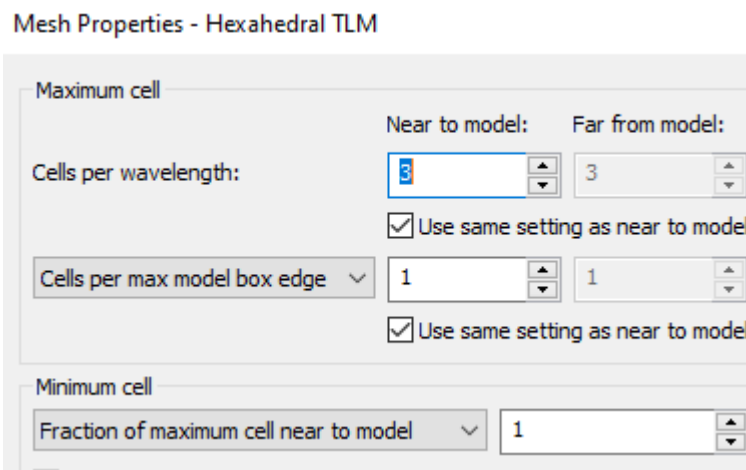 Mesh Properties - Hexahedral TLM
Maximum cell
Near to model: Far from model:
Cells per wavelength: 3 3
Use same setting as near to model
Cells per max model box edge 1 1
Use same setting as near to model
Minimum cell
Fraction of maximum cell near to model 1